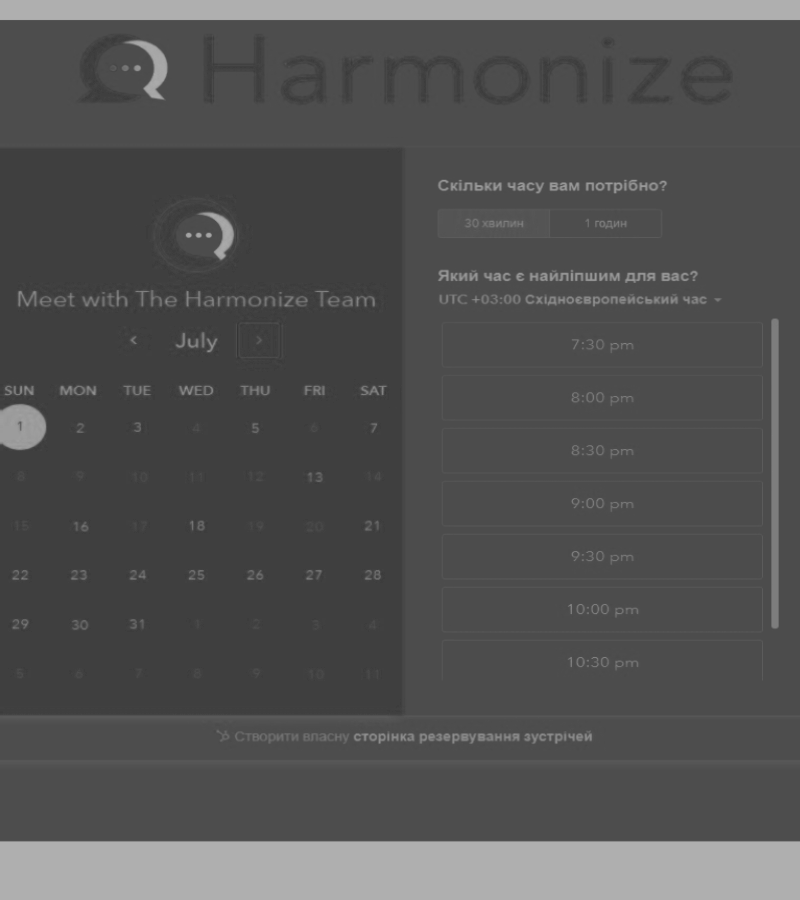 Harmonize
Meet with The Harmonize Team
July
SUN MON TUE WED THU FRI SAT
1 2 3 4 5 6 7
8 9 10 11 12 13 14
15 16 17 18 19 20 21
22 23 24 25 26 27 28
29 30 31 1 2 3 4
5 6 7 8 9 10 11
Скільки часу вам потрібно?
30 хвилин 1 годин
Який час є найліпшим для вас?
UTC +03:00 Східноєвропейський час
7:30 pm
8:00 pm
8:30 pm
9:00 pm
9:30 pm
10:00 pm
10:30 pm
Створити власну сторінка резервування зустрічей